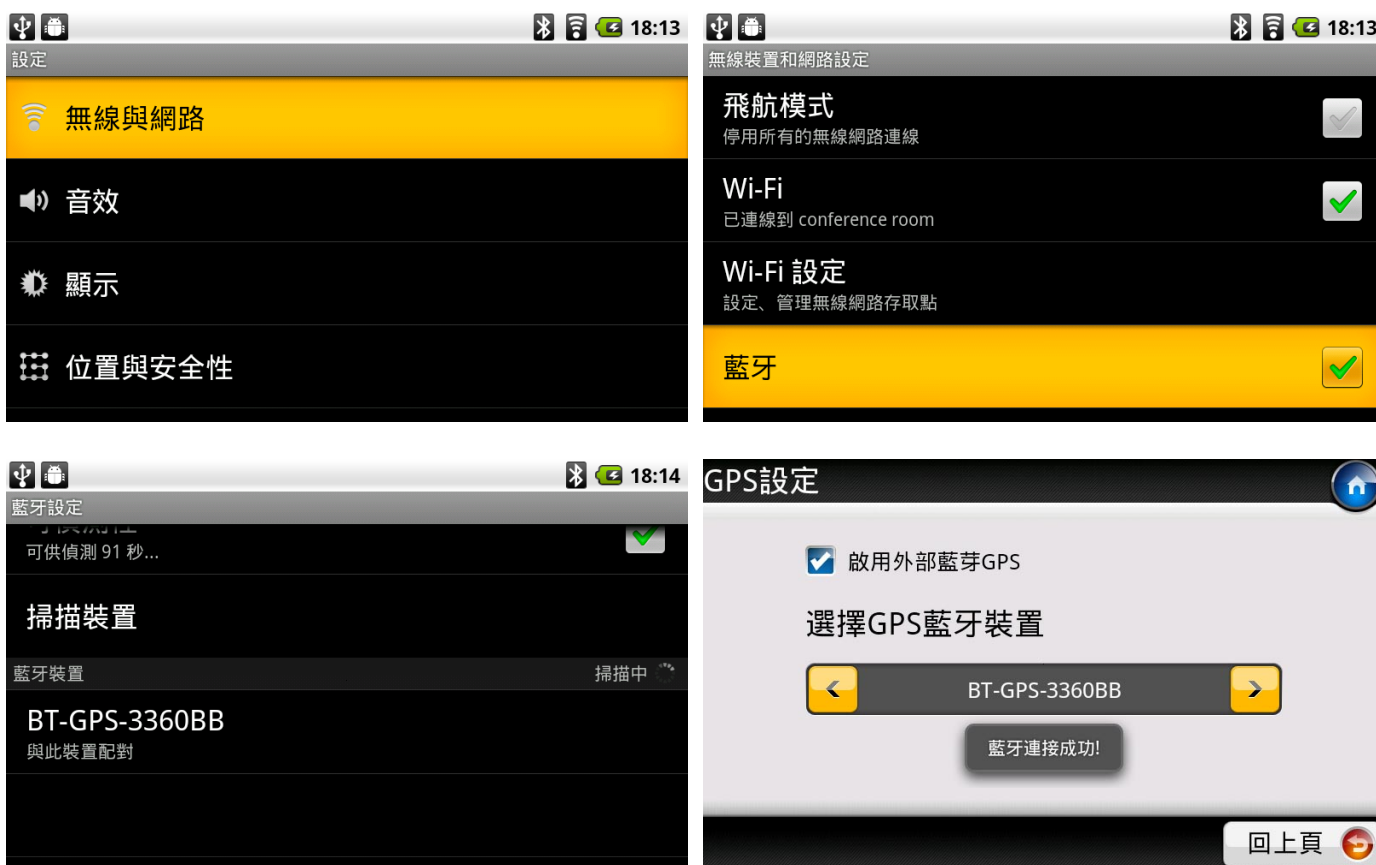 18:13
設定
無線與網路
音效
顯示
位置與安全性
18:13
無線裝置和網路設定
飛航模式
停用所有的無線網路連線
Wi-Fi
已連線到 conference room
Wi-Fi 設定
設定、管理無線網路存取點
藍牙
18:14
藍牙設定
可供偵測 91 秒...
掃描裝置
藍牙裝置 掃描中
BT-GPS-3360BB
與此裝置配對
GPS設定
啟用外部藍芽GPS
選擇GPS藍牙裝置
BT-GPS-3360BB
藍牙連接成功!
回上頁